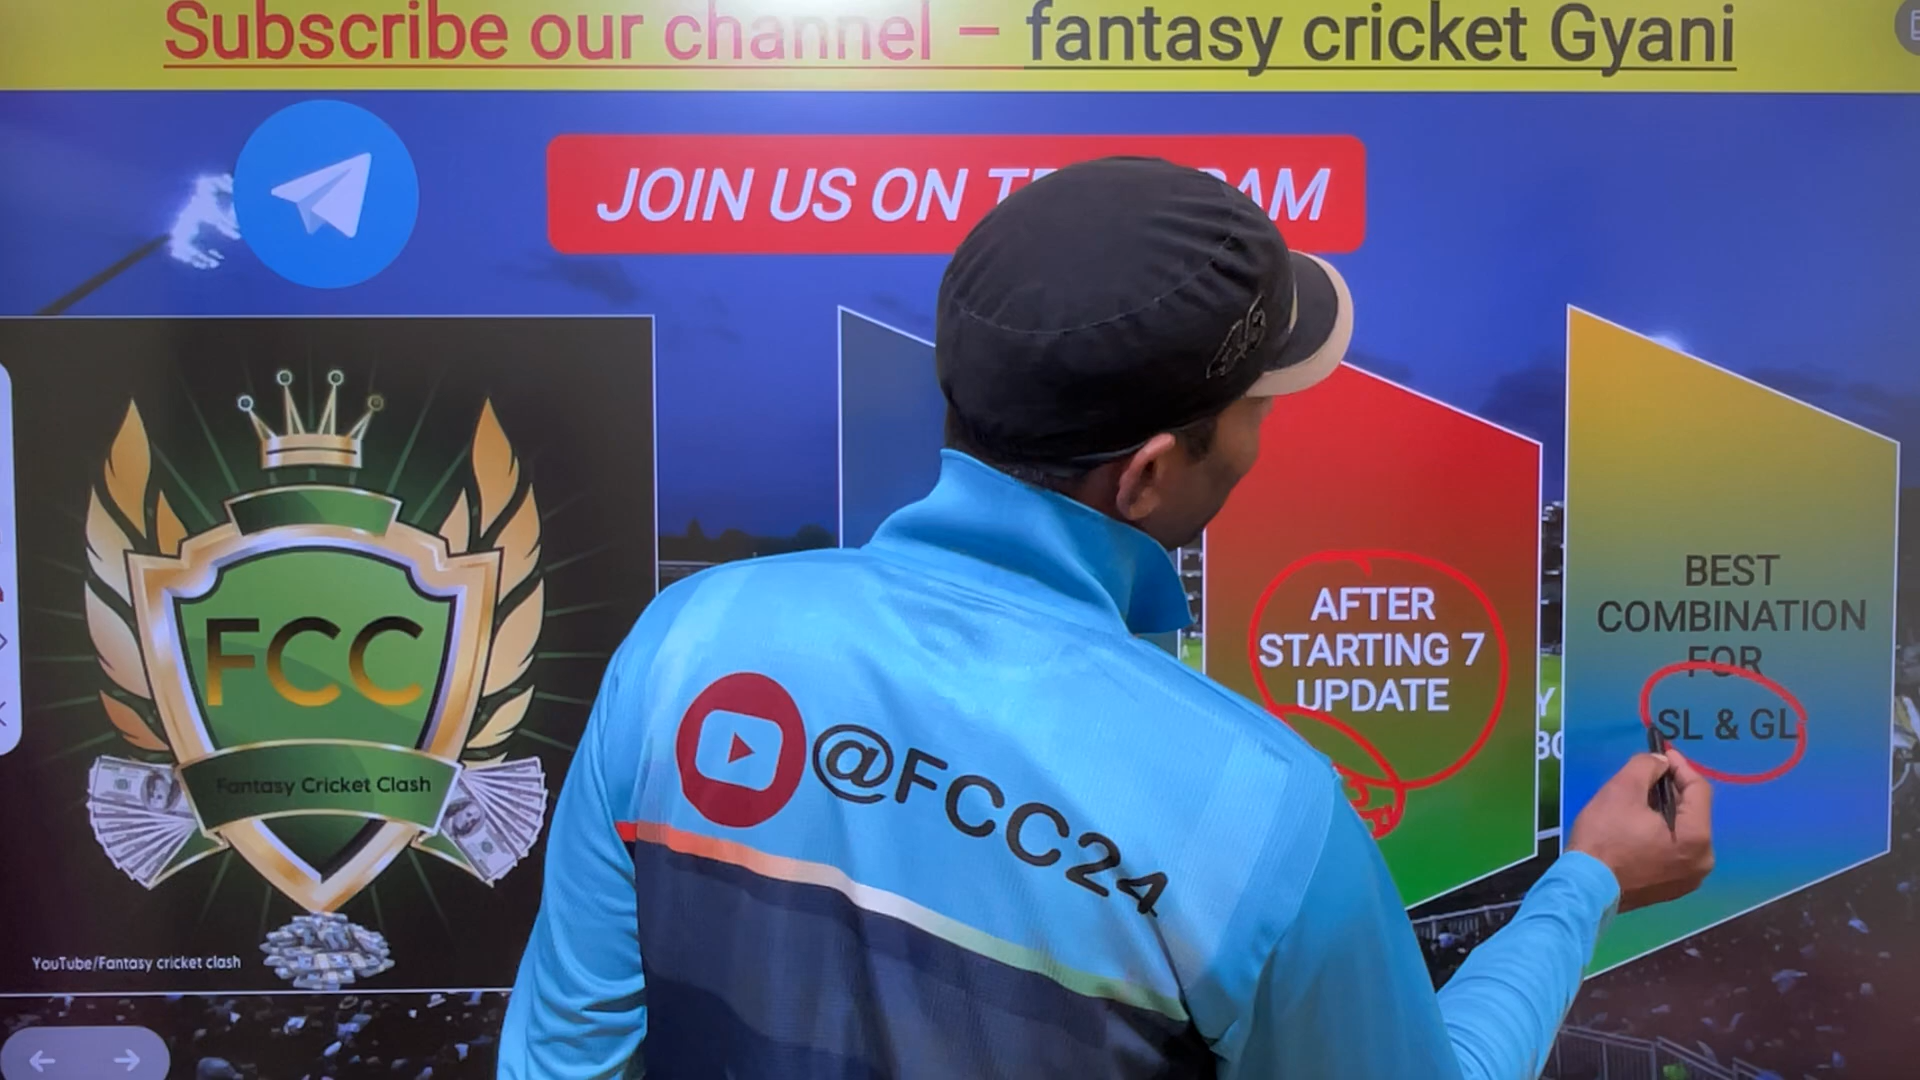 Subscribe our channel – fantasy cricket Gyani
JOIN US ON
FCC
Fantasy Cricket Clash
YouTube/Fantasy cricket clash
@FCC24
AFTER
STARTING 7
UPDATE
BEST
COMBINATION
FOR
SL & GL